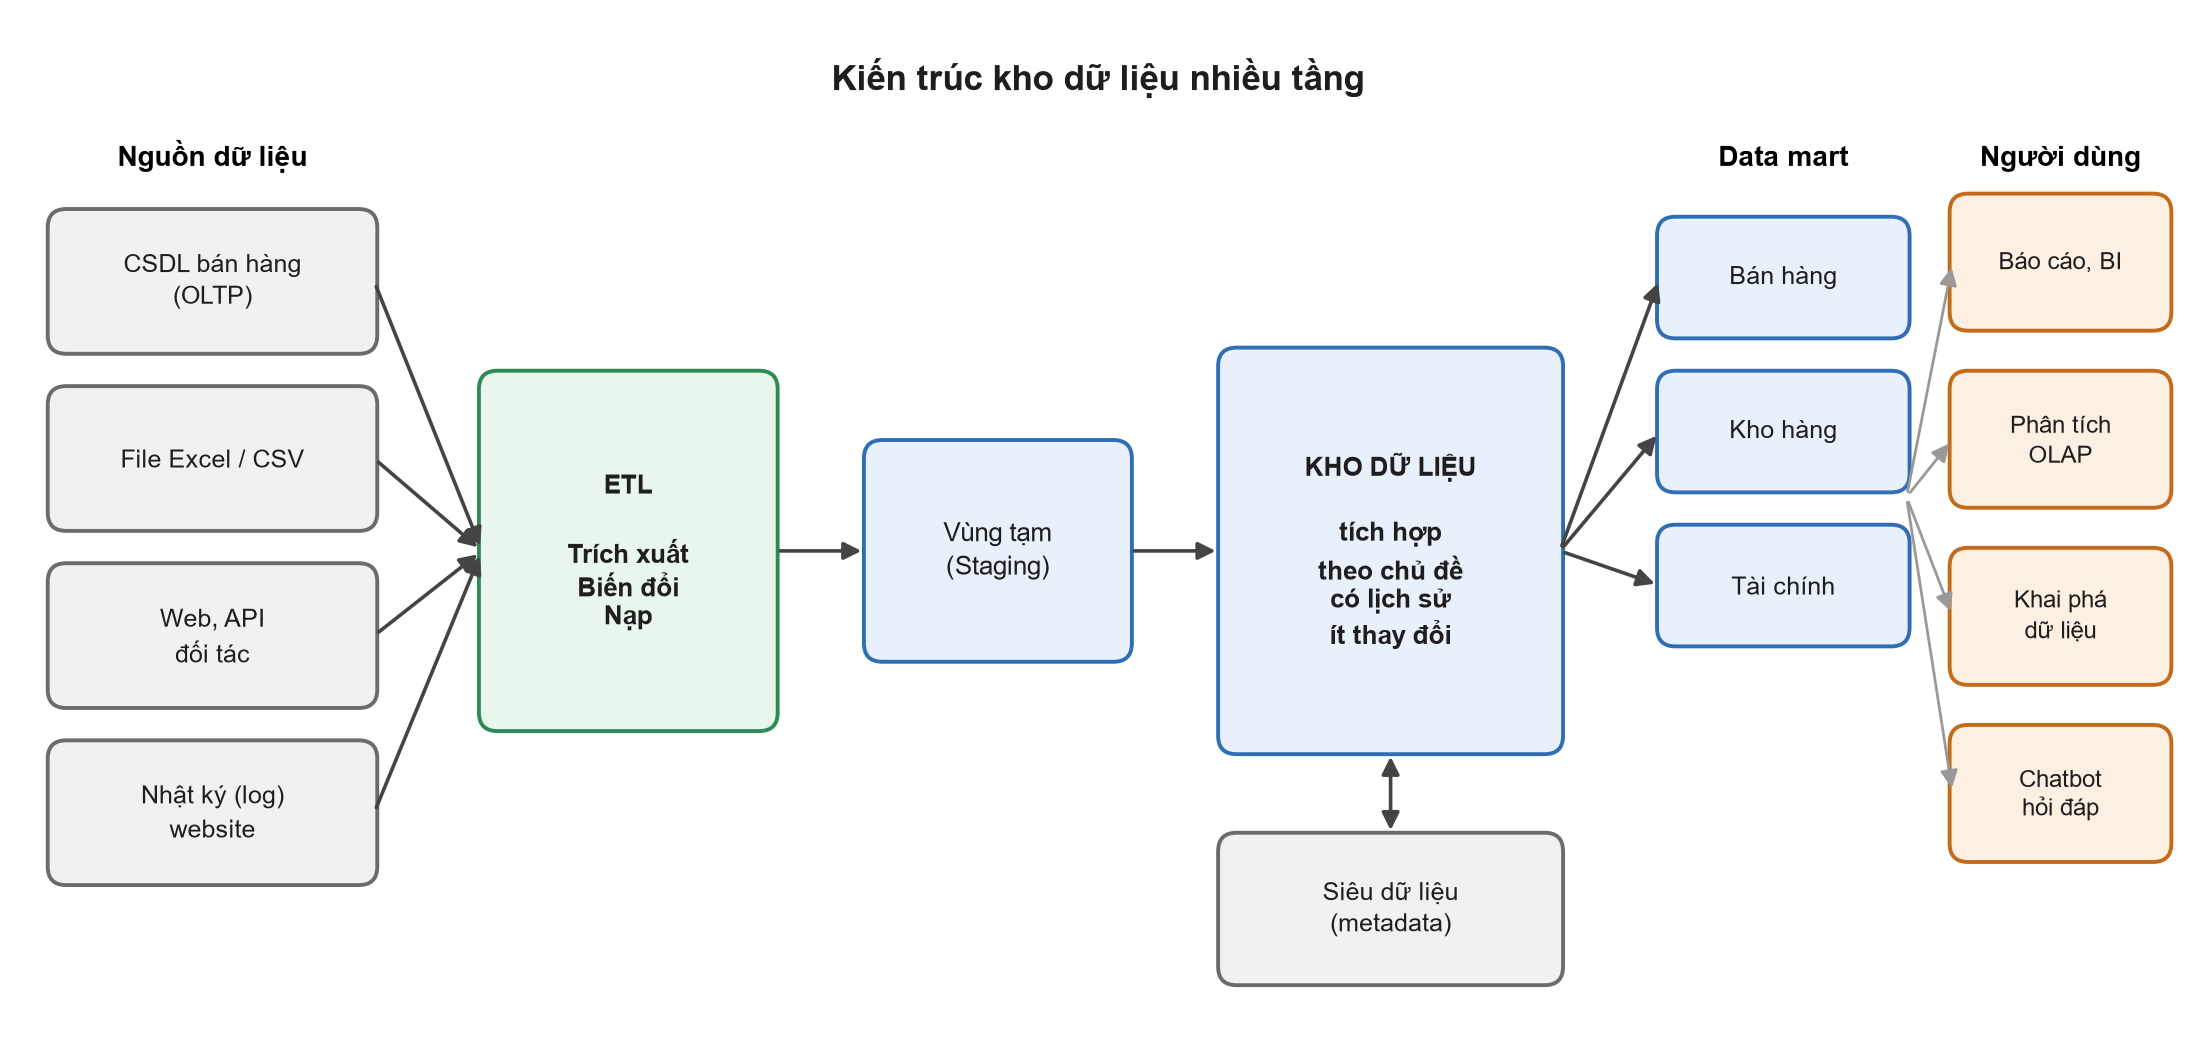 Kiến trúc kho dữ liệu nhiều tầng
Nguồn dữ liệu
CSDL bán hàng
(OLTP)
File Excel / CSV
Web, API
đối tác
Nhật ký (log)
website
ETL
Trích xuất
Biến đổi
Nạp
Vùng tạm
(Staging)
KHO DỮ LIỆU
tích hợp
theo chủ đề
có lịch sử
ít thay đổi
Siêu dữ liệu
(metadata)
Data mart
Bán hàng
Kho hàng
Tài chính
Người dùng
Báo cáo, BI
Phân tích
OLAP
Khai phá
dữ liệu
Chatbot
hỏi đáp